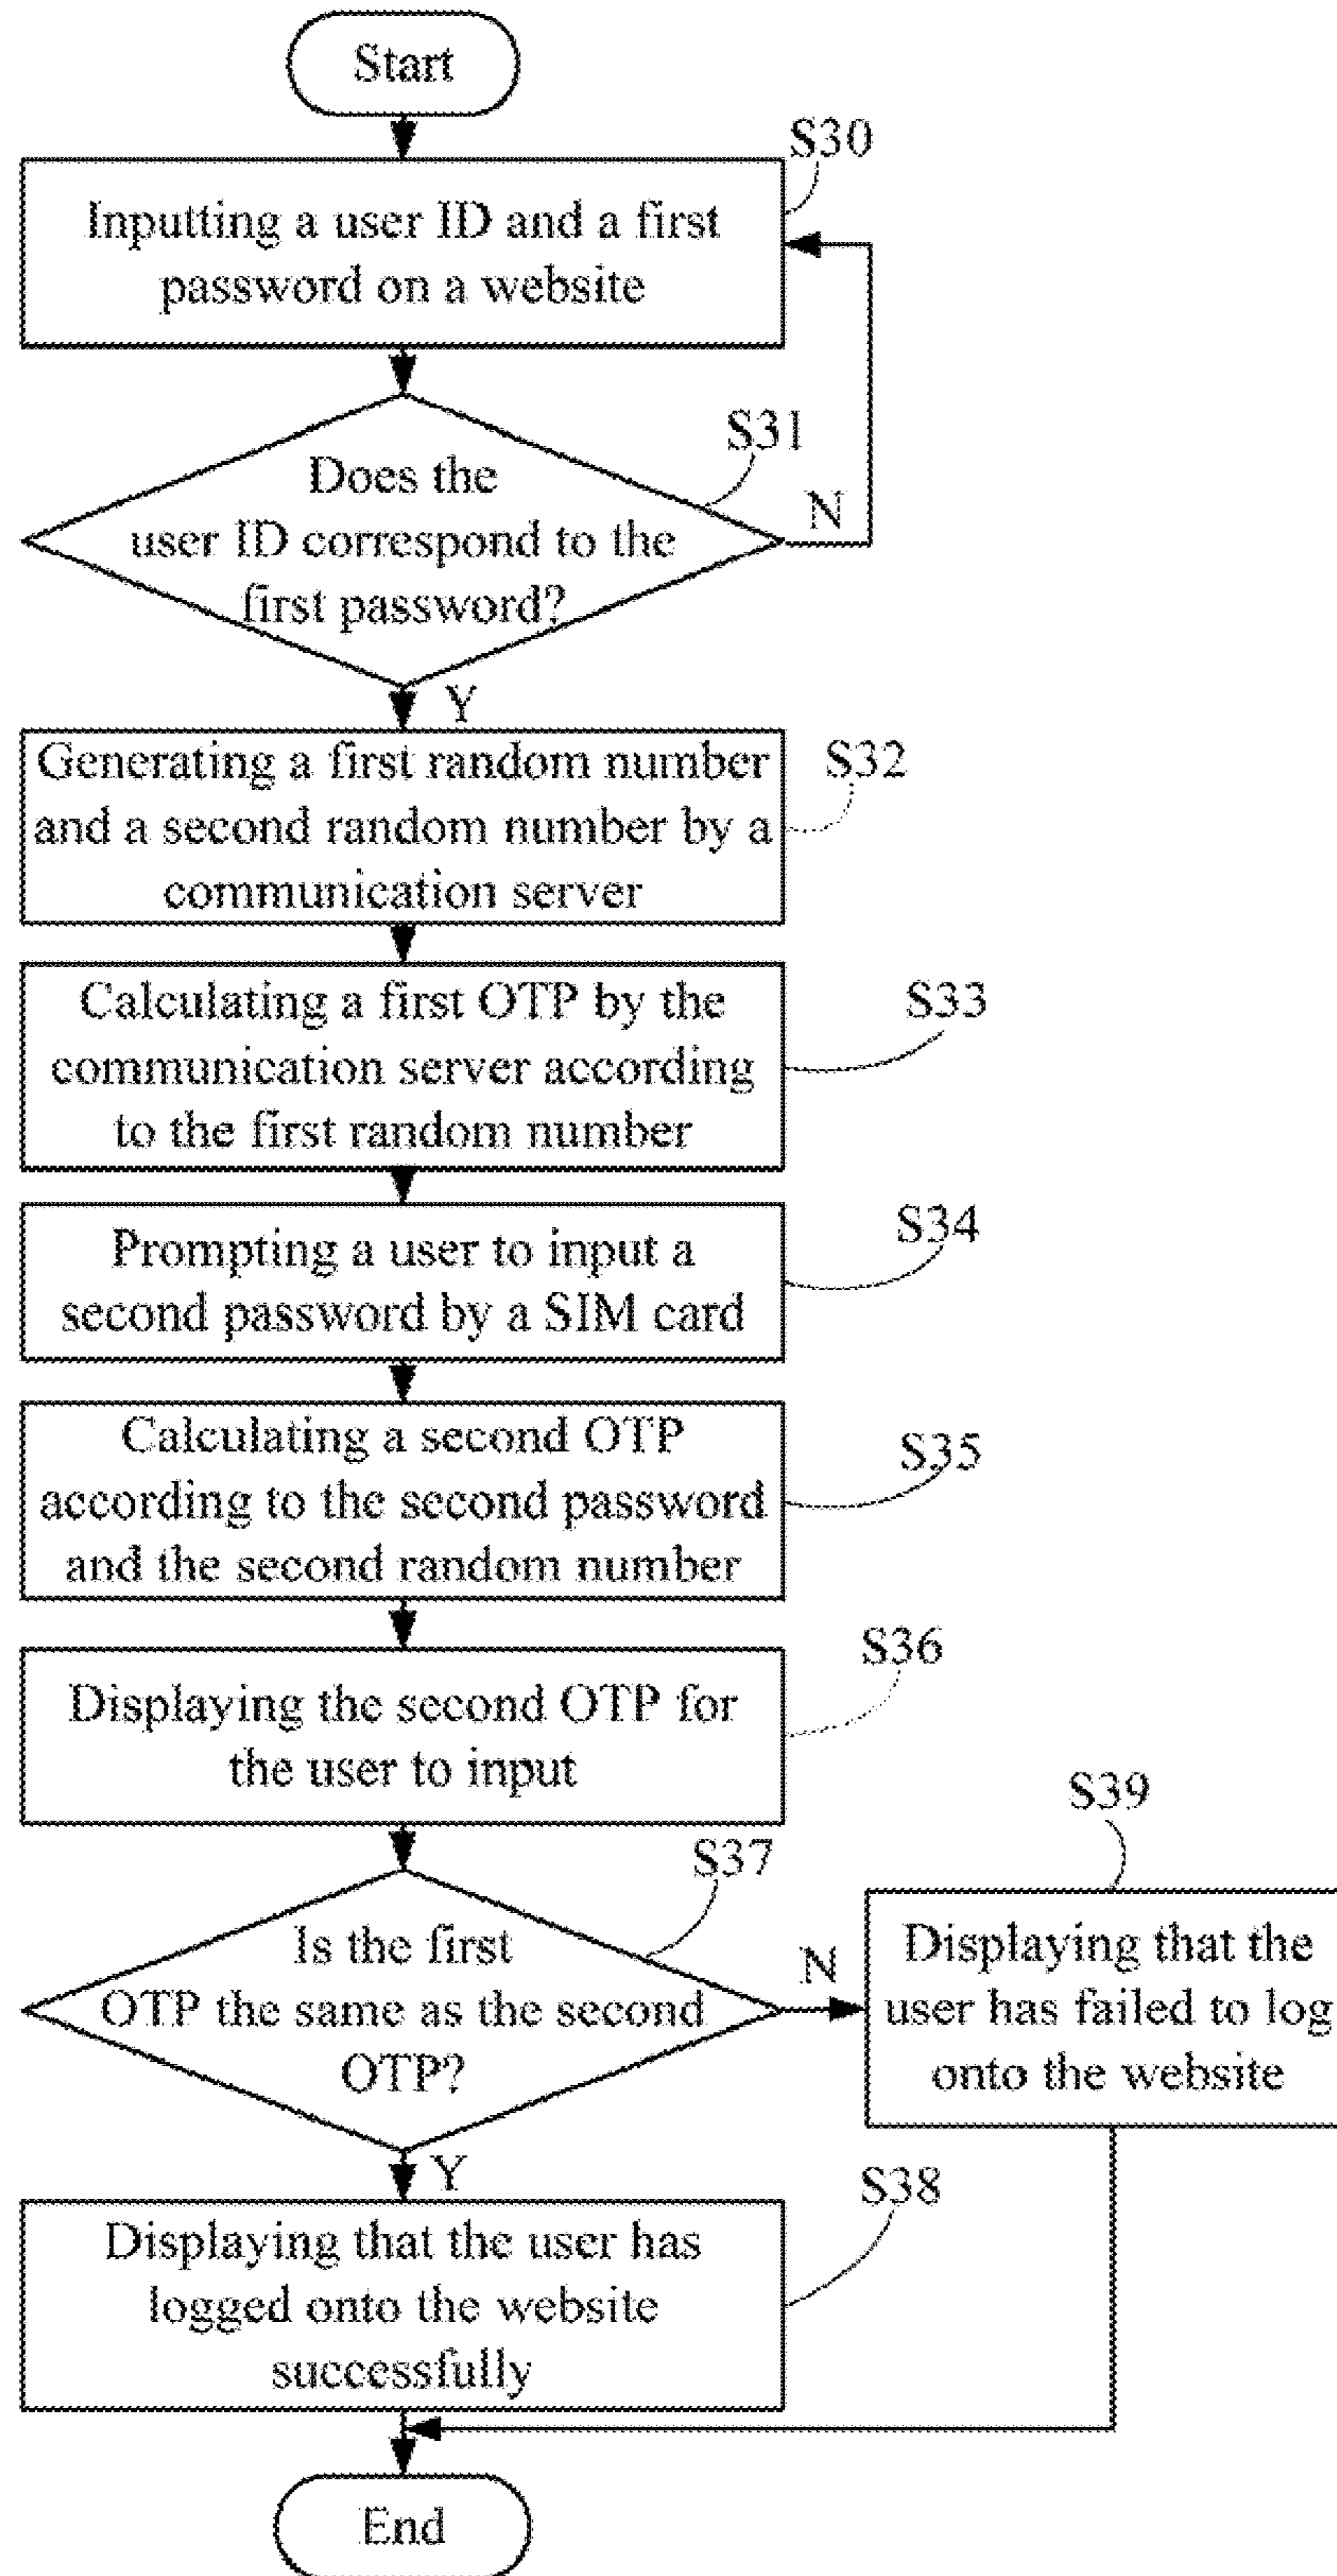 Start
S30
Inputting a user ID and a first
password on a website
S31
Does the
user ID correspond to the
first password?
N
Y
Generating a first random number
and a second random number by a
communication server
S32
Calculating a first OTP by the
communication server according
to the first random number
S33
Prompting a user to input a
second password by a SIM card
S34
Calculating a second OTP
according to the second password
and the second random number
S35
Displaying the second OTP for
the user to input
S36
S37
Is the first
OTP the same as the second
OTP?
N
S39
Displaying that the
user has failed to log
onto the website
Y
S38
Displaying that the user has
logged onto the website
successfully
End